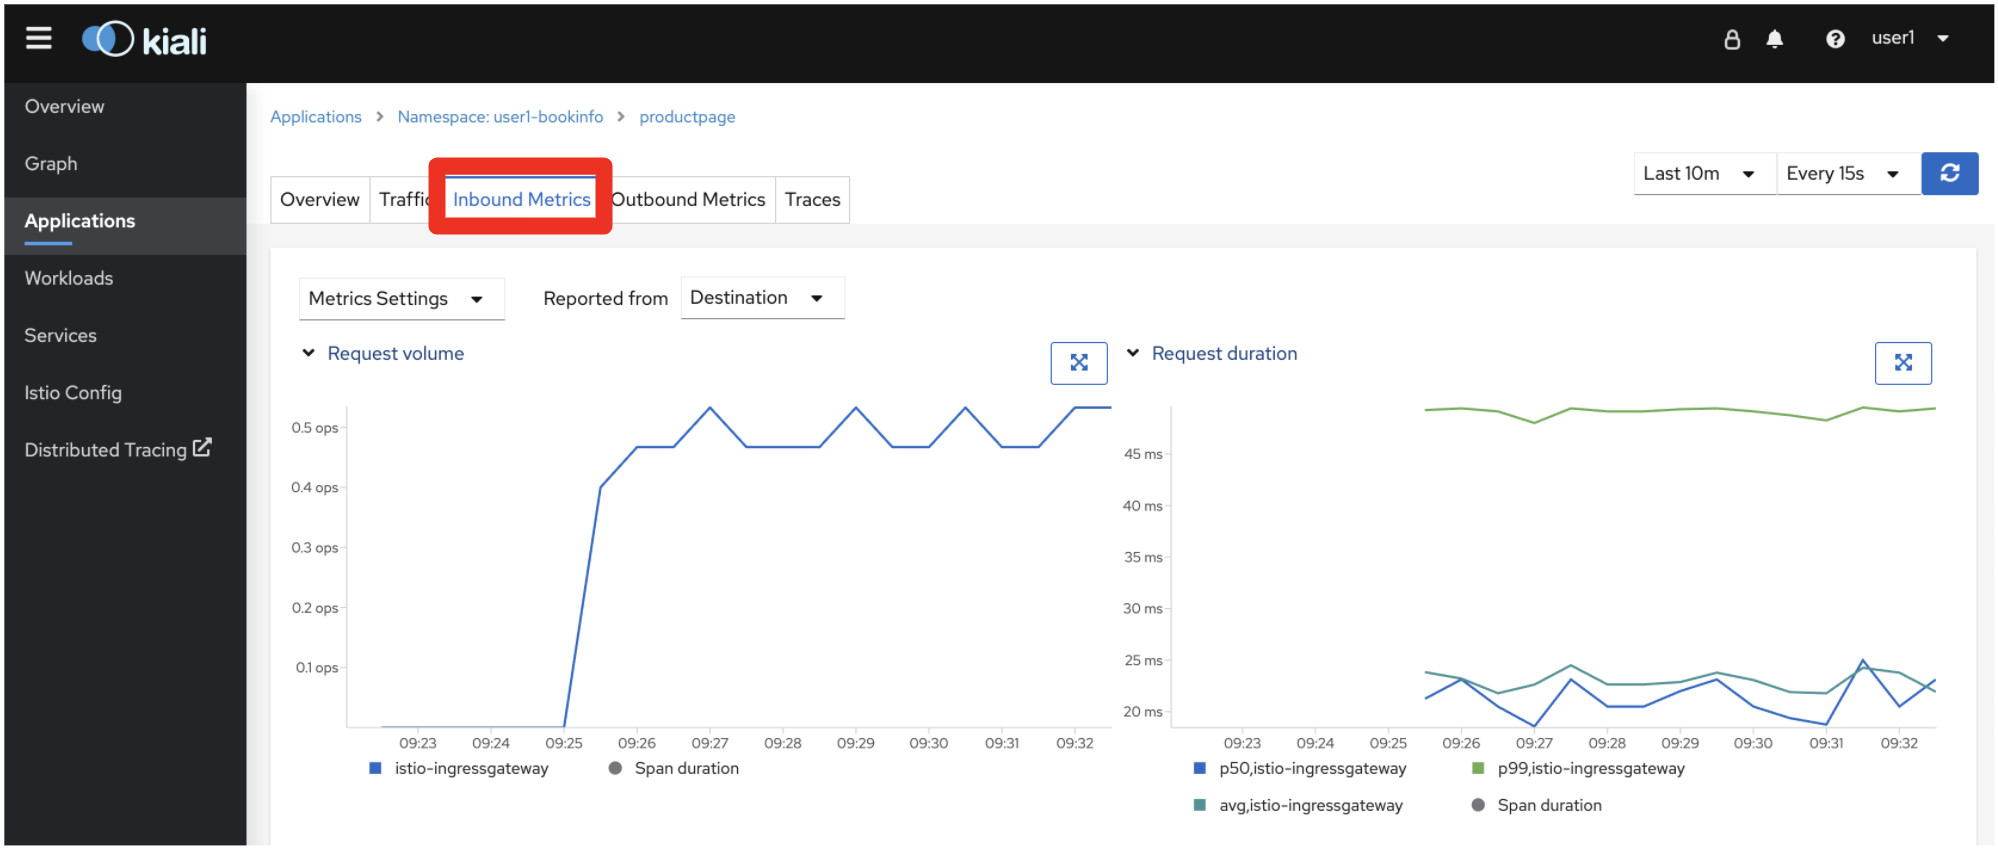 kiali
user1
Overview
Graph
Applications
Workloads
Services
Istio Config
Distributed Tracing
Applications > Namespace: user1-bookinfo > productpage
Last 10m Every 15s
Overview Traffic Inbound Metrics Outbound Metrics Traces
Metrics Settings Reported from Destination
Request volume
0.5 ops
0.4 ops
0.3 ops
0.2 ops
0.1 ops
09:23 09:24 09:25 09:26 09:27 09:28 09:29 09:30 09:31 09:32
istio-ingressgateway Span duration
Request duration
45 ms
40 ms
35 ms
30 ms
25 ms
20 ms
09:23 09:24 09:25 09:26 09:27 09:28 09:29 09:30 09:31 09:32
p50,istio-ingressgateway p99,istio-ingressgateway
avg,istio-ingressgateway Span duration